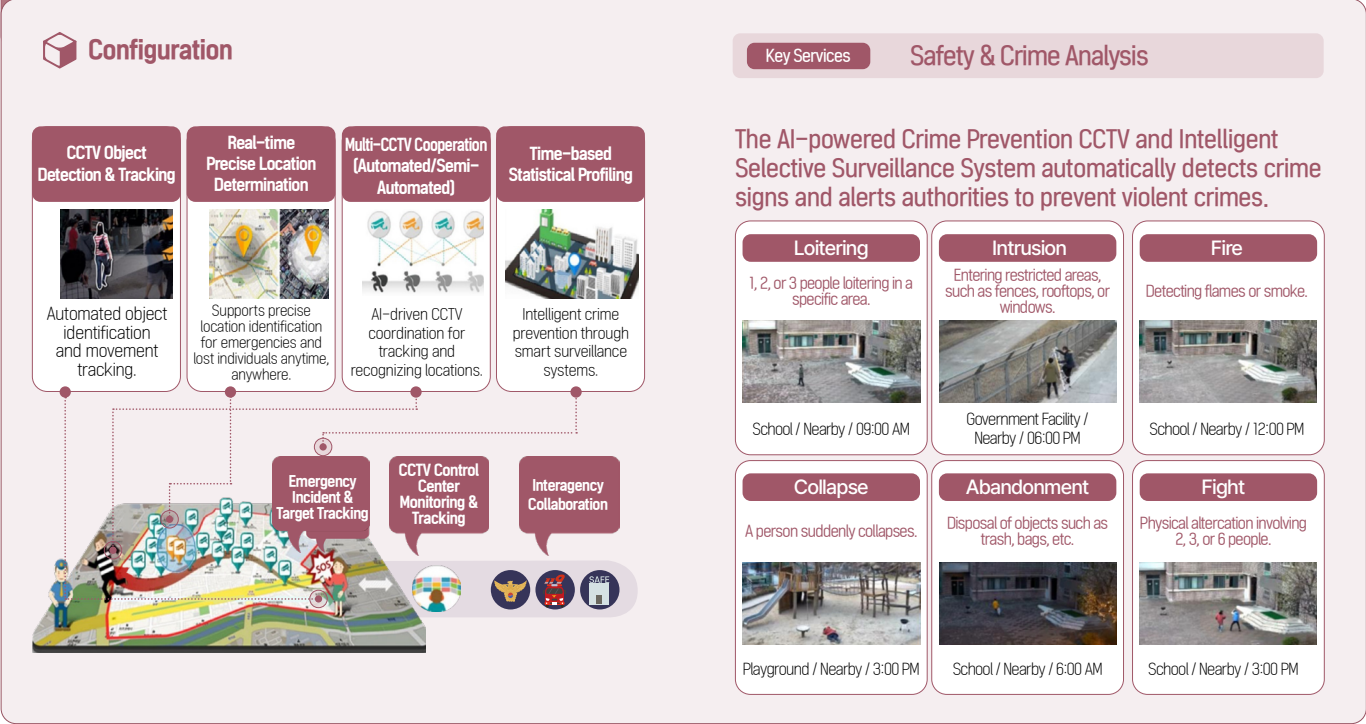 Configuration
CCTV Object
Detection & Tracking
Automated object
identification
and movement
tracking.
Real-time
Precise Location
Determination
Supports precise
location identification
for emergencies and
lost individuals anytime,
anywhere.
Multi-CCTV Cooperation
(Automated/Semi-
Automated)
AI-driven CCTV
coordination for
tracking and
recognizing locations.
Time-based
Statistical Profiling
Intelligent crime
prevention through
smart surveillance
systems.
Emergency
Incident &
Target Tracking
CCTV Control
Center
Monitoring &
Tracking
Interagency
Collaboration
SOS
SAFE
Key Services
Safety & Crime Analysis
The AI-powered Crime Prevention CCTV and Intelligent
Selective Surveillance System automatically detects crime
signs and alerts authorities to prevent violent crimes.
Loitering
1, 2, or 3 people loitering in a
specific area.
School / Nearby / 09:00 AM
Intrusion
Entering restricted areas,
such as fences, rooftops, or
windows.
Government Facility /
Nearby / 06:00 PM
Fire
Detecting flames or smoke.
School / Nearby / 12:00 PM
Collapse
A person suddenly collapses.
Playground / Nearby / 3:00 PM
Abandonment
Disposal of objects such as
trash, bags, etc.
School / Nearby / 6:00 AM
Fight
Physical altercation involving
2, 3, or 6 people.
School / Nearby / 3:00 PM